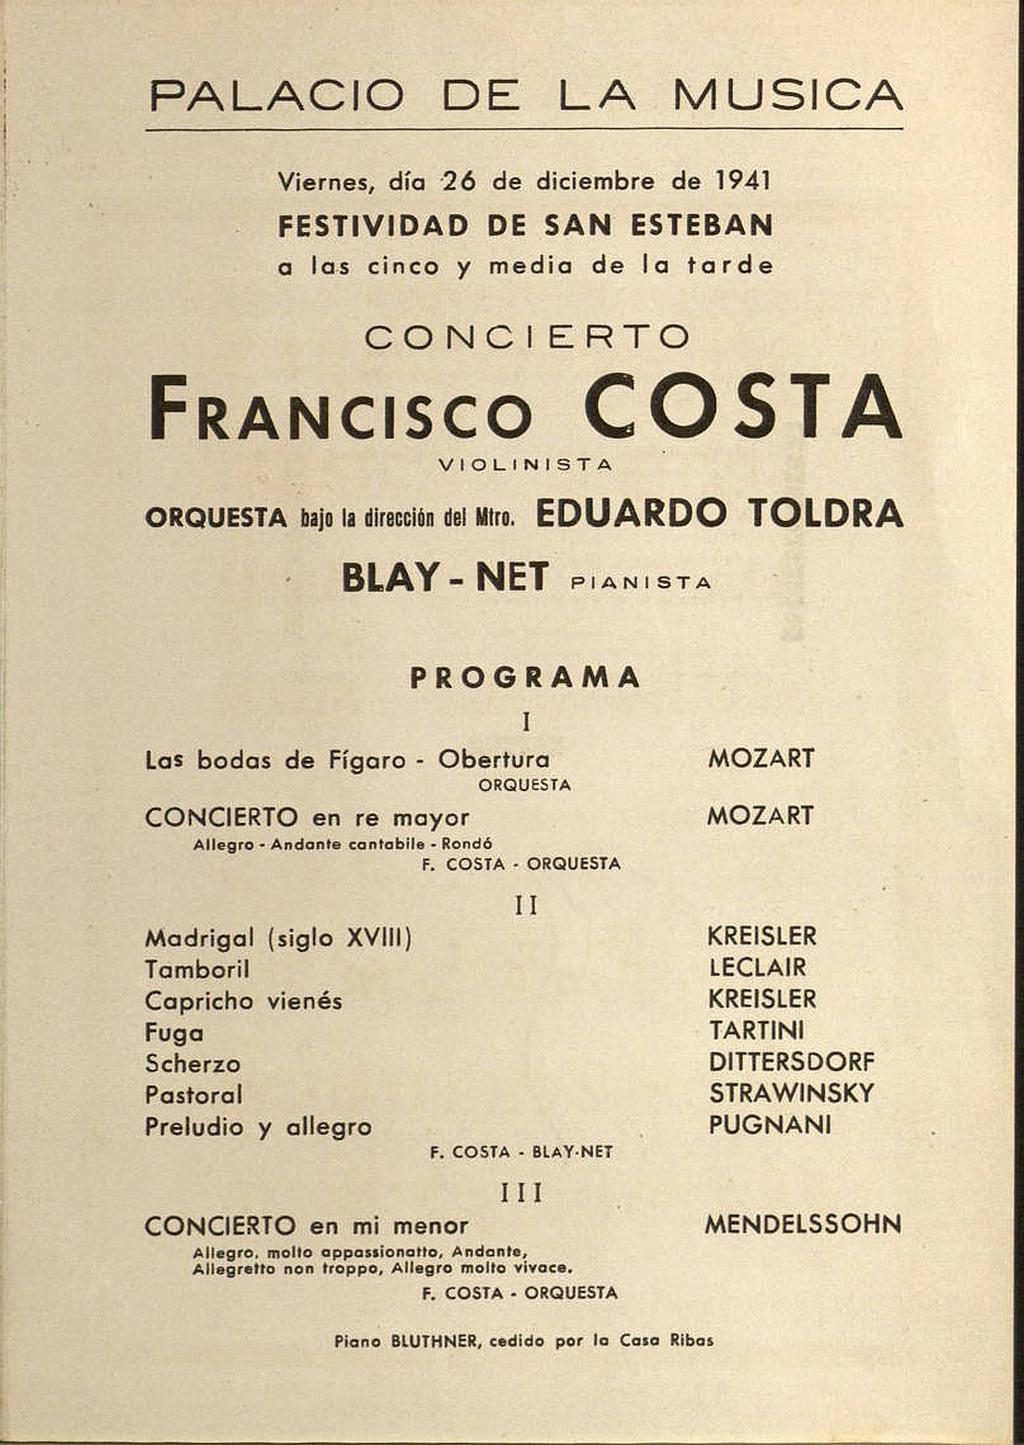 PALACIO DE LA MUSICA
Viernes, día 26 de diciembre de 1941
FESTIVIDAD DE SAN ESTEBAN
a las cinco y media de la tarde
CONCIERTO
FRANCISCO COSTA
VIOLINISTA
ORQUESTA bajo la dirección del Mtro. EDUARDO TOLDRA
BLAY - NET PIANISTA
PROGRAMA
I
Las bodas de Fígaro - Obertura MOZART
ORQUESTA
CONCIERTO en re mayor MOZART
Allegro - Andante cantabile - Rondó
F. COSTA - ORQUESTA
II
Madrigal (siglo XVIII) KREISLER
Tamboril LECLAIR
Capricho vienés KREISLER
Fuga TARTINI
Scherzo DITTERSDORF
Pastoral STRAWINSKY
Preludio y allegro PUGNANI
F. COSTA - BLAY-NET
III
CONCIERTO en mi menor MENDELSSOHN
Allegro, molto appassionatto, Andante,
Allegretto non troppo, Allegro molto vivace.
F. COSTA - ORQUESTA
Piano BLUTHNER, cedido por la Casa Ribas